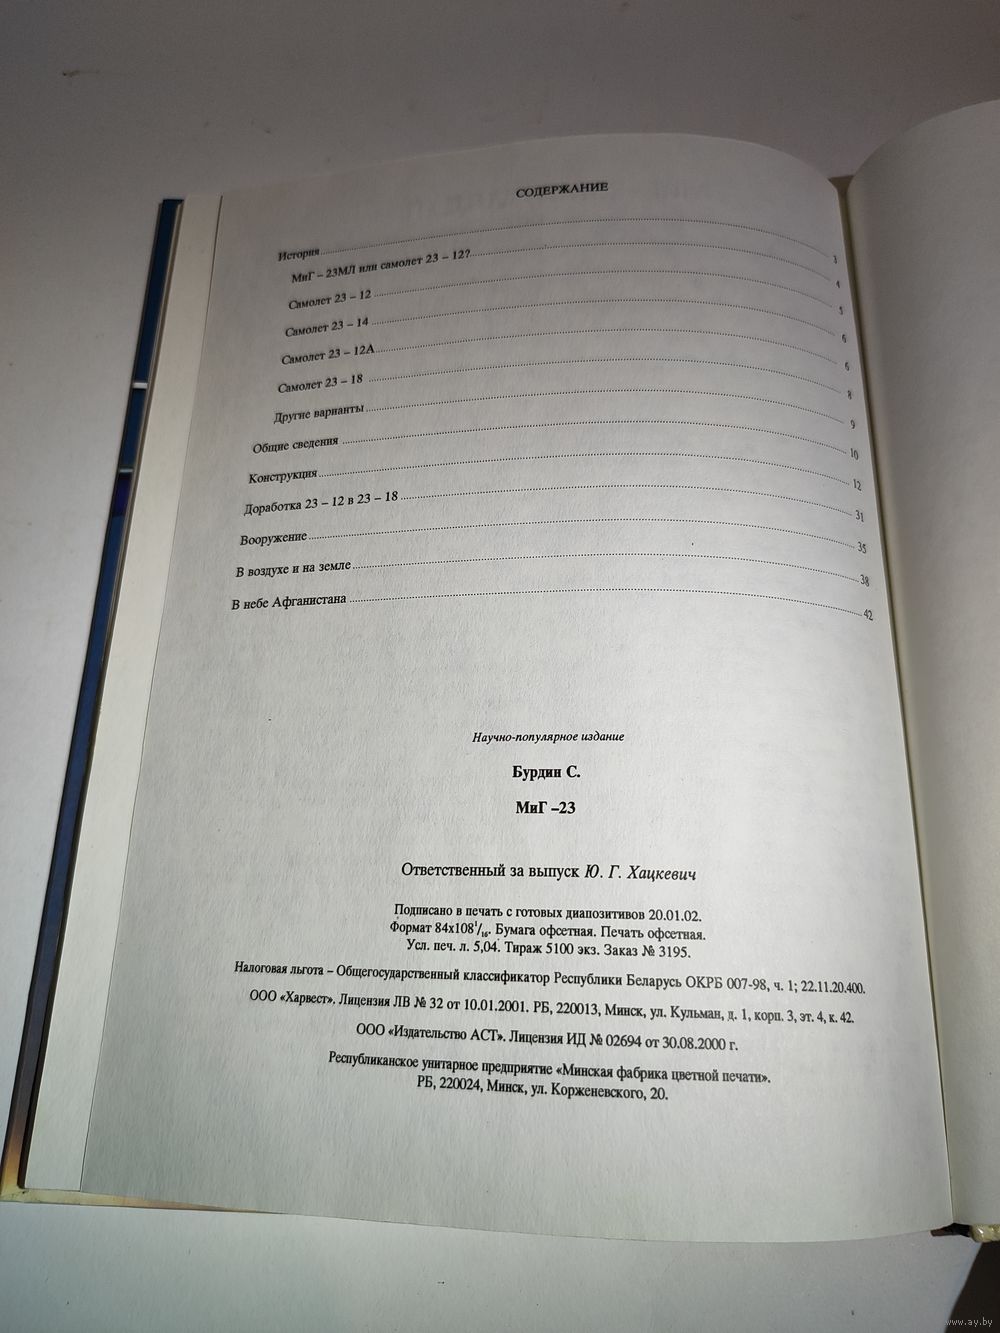 СОДЕРЖАНИЕ
История 3
МиГ – 23МЛ или самолет 23 – 12? 4
Самолет 23 – 12 5
Самолет 23 – 14 6
Самолет 23 – 12А 6
Самолет 23 – 18 8
Другие варианты 9
Общие сведения 10
Конструкция 12
Доработка 23 – 12 в 23 – 18 31
Вооружение 35
В воздухе и на земле 38
В небе Афганистана 42
Научно-популярное издание
Бурдин С.
МиГ –23
Ответственный за выпуск Ю. Г. Хацкевич
Подписано в печать с готовых диапозитивов 20.01.02.
Формат 84х108 1/16. Бумага офсетная. Печать офсетная.
Усл. печ. л. 5,04. Тираж 5100 экз. Заказ № 3195.
Налоговая льгота – Общегосударственный классификатор Республики Беларусь ОКРБ 007-98, ч. 1; 22.11.20.400.
ООО «Харвест». Лицензия ЛВ № 32 от 10.01.2001. РБ, 220013, Минск, ул. Кульман, д. 1, корп. 3, эт. 4, к. 42.
ООО «Издательство АСТ». Лицензия ИД № 02694 от 30.08.2000 г.
Республиканское унитарное предприятие «Минская фабрика цветной печати».
РБ, 220024, Минск, ул. Корженевского, 20.
www.ay.by